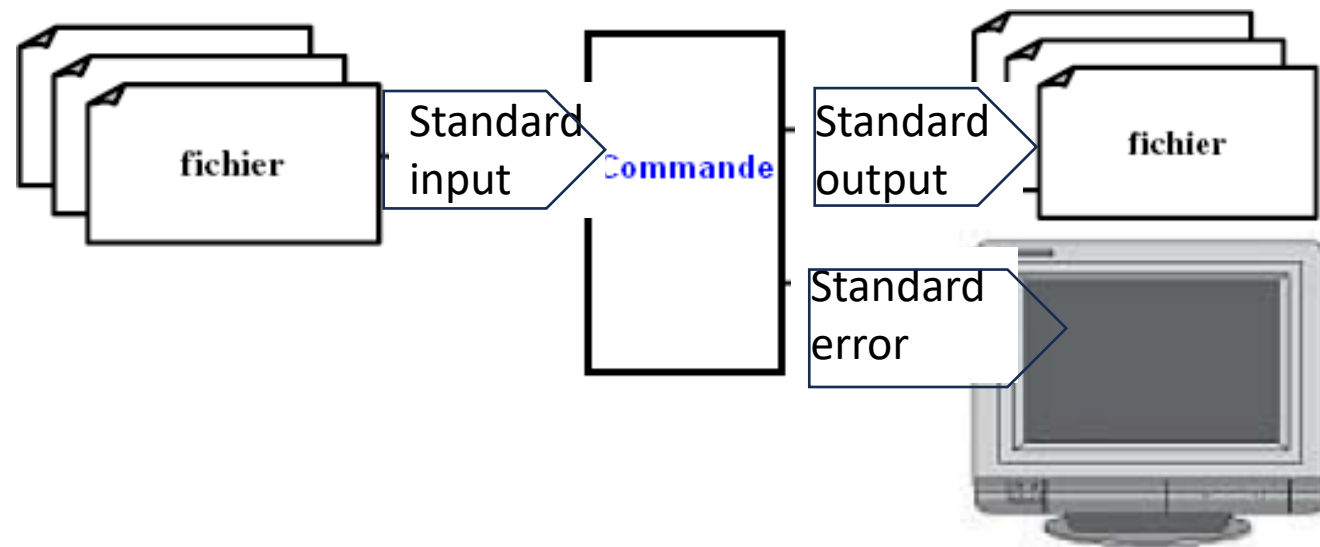 fichier
Standard
input
Commande
Standard
output
fichier
Standard
error